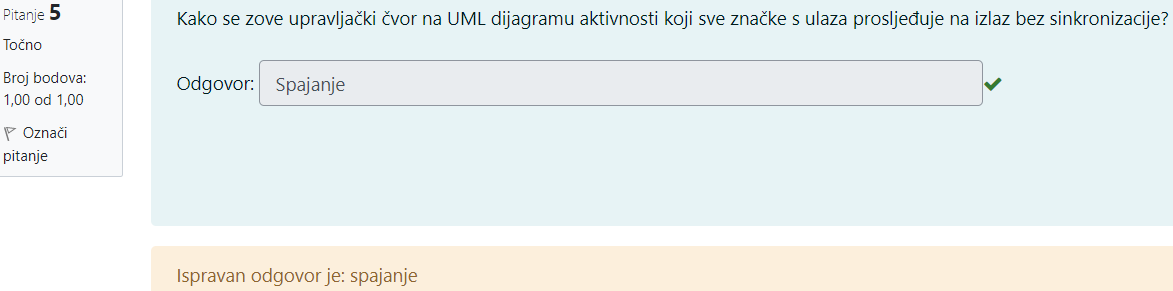 Pitanje 5
Točno
Broj bodova:
1,00 od 1,00
Označi
pitanje
Kako se zove upravljački čvor na UML dijagramu aktivnosti koji sve značke s ulaza prosljeđuje na izlaz bez sinkronizacije?
Odgovor: Spajanje
Ispravan odgovor je: spajanje